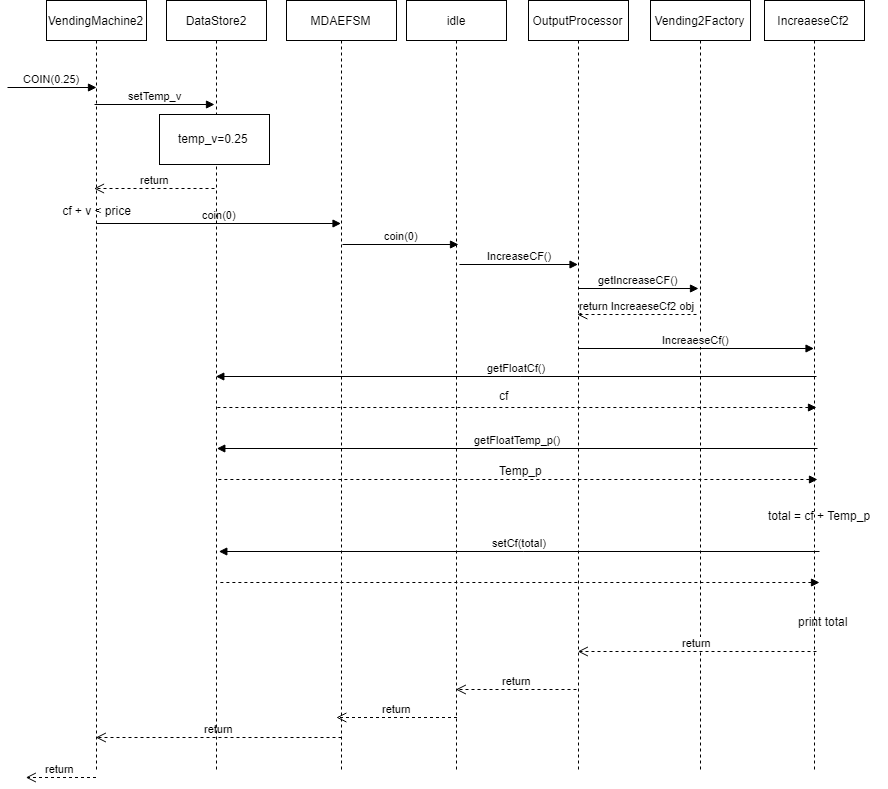 VendingMachine2
DataStore2
MDAEFSM
idle
OutputProcessor
Vending2Factory
IncreaeseCf2
COIN(0.25)
setTemp_v
temp_v=0.25
return
cf + v < price
coin(0)
coin(0)
IncreaseCF()
getIncreaseCF()
return IncreaeseCf2 obj
IncreaeseCf()
getFloatCf()
cf
getFloatTemp_p()
Temp_p
total = cf + Temp_p
setCf(total)
print total
return
return
return
return
return